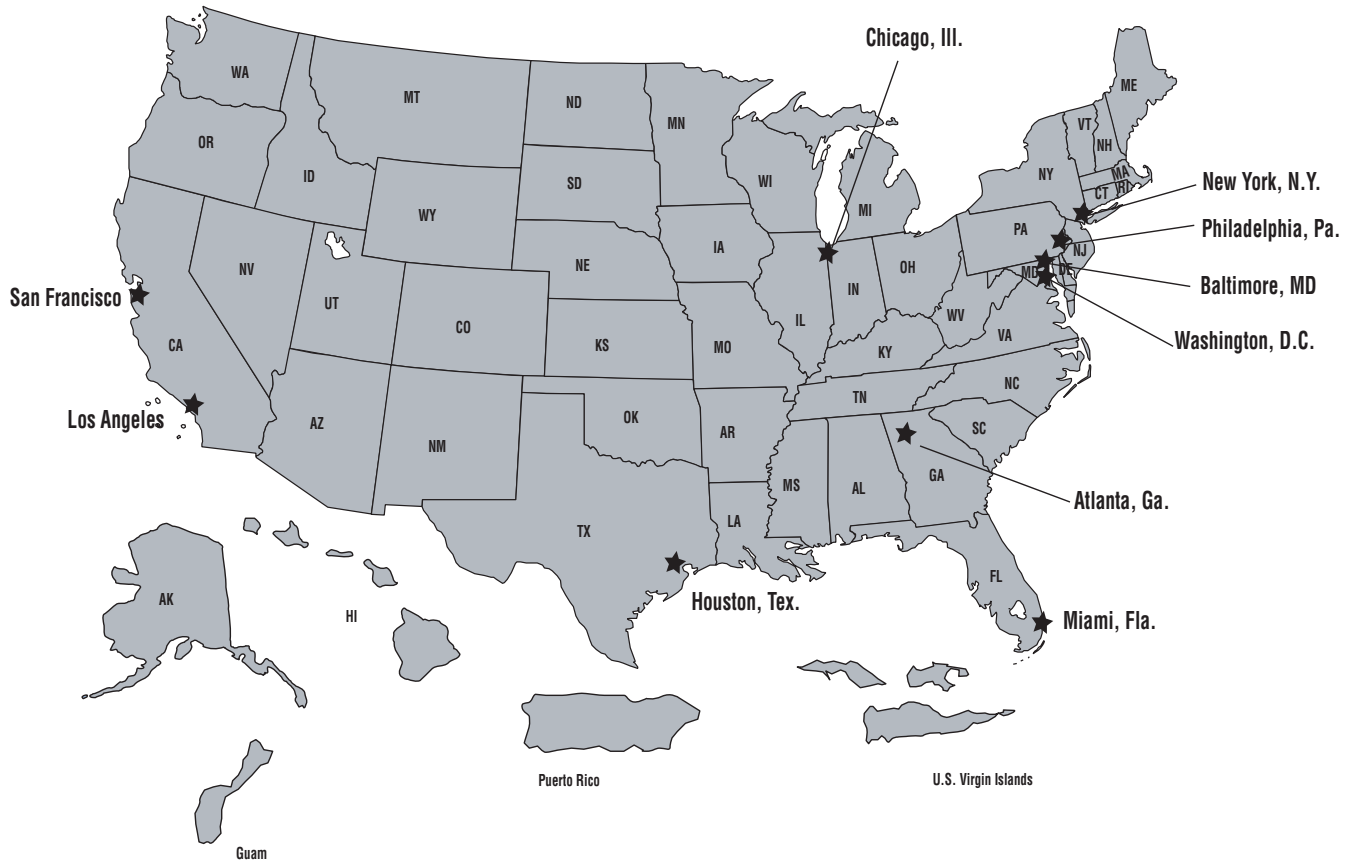 Chicago, Ill.
WA
MT
ND
MN
ME
OR
ID
SD
WI
MI
NY
VT
NH
MA
CT
RI
New York, N.Y.
WY
IA
PA
NJ
Philadelphia, Pa.
NV
UT
NE
IL
IN
OH
MD
DE
Baltimore, MD
San Francisco
CA
CO
KS
MO
KY
WV
VA
Washington, D.C.
Los Angeles
AZ
NM
OK
AR
TN
NC
SC
TX
LA
MS
AL
GA
Atlanta, Ga.
AK
HI
Houston, Tex.
FL
Miami, Fla.
Puerto Rico
U.S. Virgin Islands
Guam